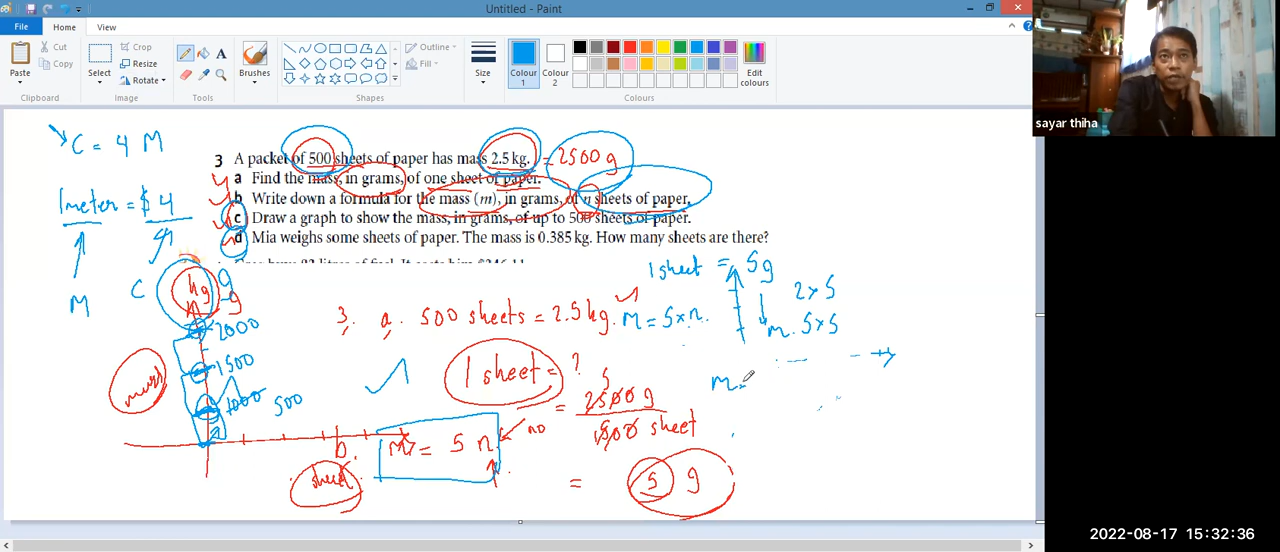 Untitled - Paint
File
Home
View
Paste
Cut
Copy
Clipboard
Select
Crop
Resize
Rotate
Image
A
Tools
Brushes
Shapes
Outline
Fill
Size
Colour 1
Colour 2
Edit colours
Colours
sayar thiha
C = 4 M
3 A packet of 500 sheets of paper has mass 2.5 kg. = 2500 g
a Find the mass, in grams, of one sheet of paper.
b Write down a formula for the mass (m), in grams, of n sheets of paper.
c Draw a graph to show the mass, in grams, of up to 500 sheets of paper.
d Mia weighs some sheets of paper. The mass is 0.385 kg. How many sheets are there?
1 meter = $ 4
M
C
kg
g
g
2000
1500
1000 500
mass
sheet
b
3. a. 500 sheets = 2.5 kg.
1 sheet = ?
= 2500 g
500 sheet
5
= 5 g
m = 5 n
no
1 sheet = 5g
2 x 5
M = 5 x n.
m. 5 x 5
m =
2022-08-17 15:32:36